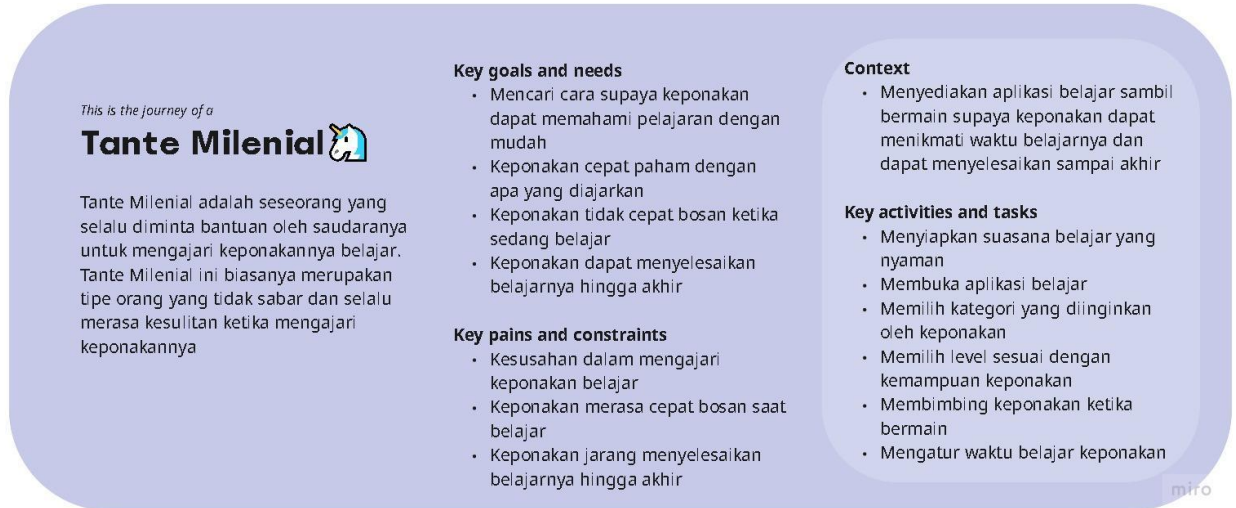 This is the journey of a
Tante Milenial
Tante Milenial adalah seseorang yang
selalu diminta bantuan oleh saudaranya
untuk mengajari keponakannya belajar.
Tante Milenial ini biasanya merupakan
tipe orang yang tidak sabar dan selalu
merasa kesulitan ketika mengajari
keponakannya
Key goals and needs
• Mencari cara supaya keponakan
dapat memahami pelajaran dengan
mudah
• Keponakan cepat paham dengan
apa yang diajarkan
• Keponakan tidak cepat bosan ketika
sedang belajar
• Keponakan dapat menyelesaikan
belajarnya hingga akhir
Key pains and constraints
• Kesusahan dalam mengajari
keponakan belajar
• Keponakan merasa cepat bosan saat
belajar
• Keponakan jarang menyelesaikan
belajarnya hingga akhir
Context
• Menyediakan aplikasi belajar sambil
bermain supaya keponakan dapat
menikmati waktu belajarnya dan
dapat menyelesaikan sampai akhir
Key activities and tasks
• Menyiapkan suasana belajar yang
nyaman
• Membuka aplikasi belajar
• Memilih kategori yang diinginkan
oleh keponakan
• Memilih level sesuai dengan
kemampuan keponakan
• Membimbing keponakan ketika
bermain
• Mengatur waktu belajar keponakan
miro